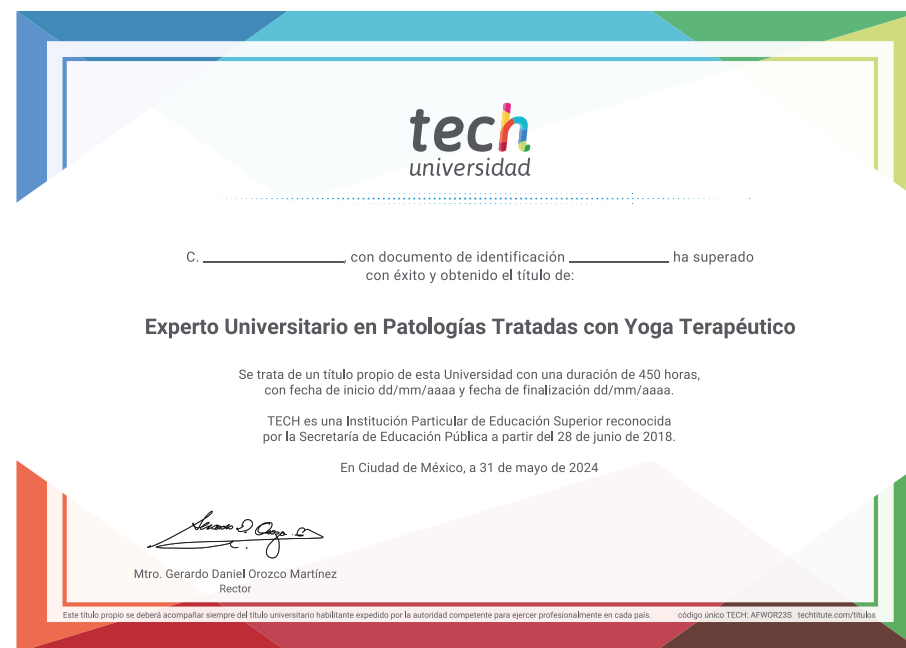 tech
universidad
C. ____________________, con documento de identificación ______________ ha superado
con éxito y obtenido el título de:
Experto Universitario en Patologías Tratadas con Yoga Terapéutico
Se trata de un título propio de esta Universidad con una duración de 450 horas,
con fecha de inicio dd/mm/aaaa y fecha de finalización dd/mm/aaaa.
TECH es una Institución Particular de Educación Superior reconocida
por la Secretaría de Educación Pública a partir del 28 de junio de 2018.
En Ciudad de México, a 31 de mayo de 2024
Mtro. Gerardo Daniel Orozco Martínez
Rector
Este título propio se deberá acompañar siempre del título universitario habilitante expedido por la autoridad competente para ejercer profesionalmente en cada país. código único TECH: AFWOR23S techtitute.com/titulos